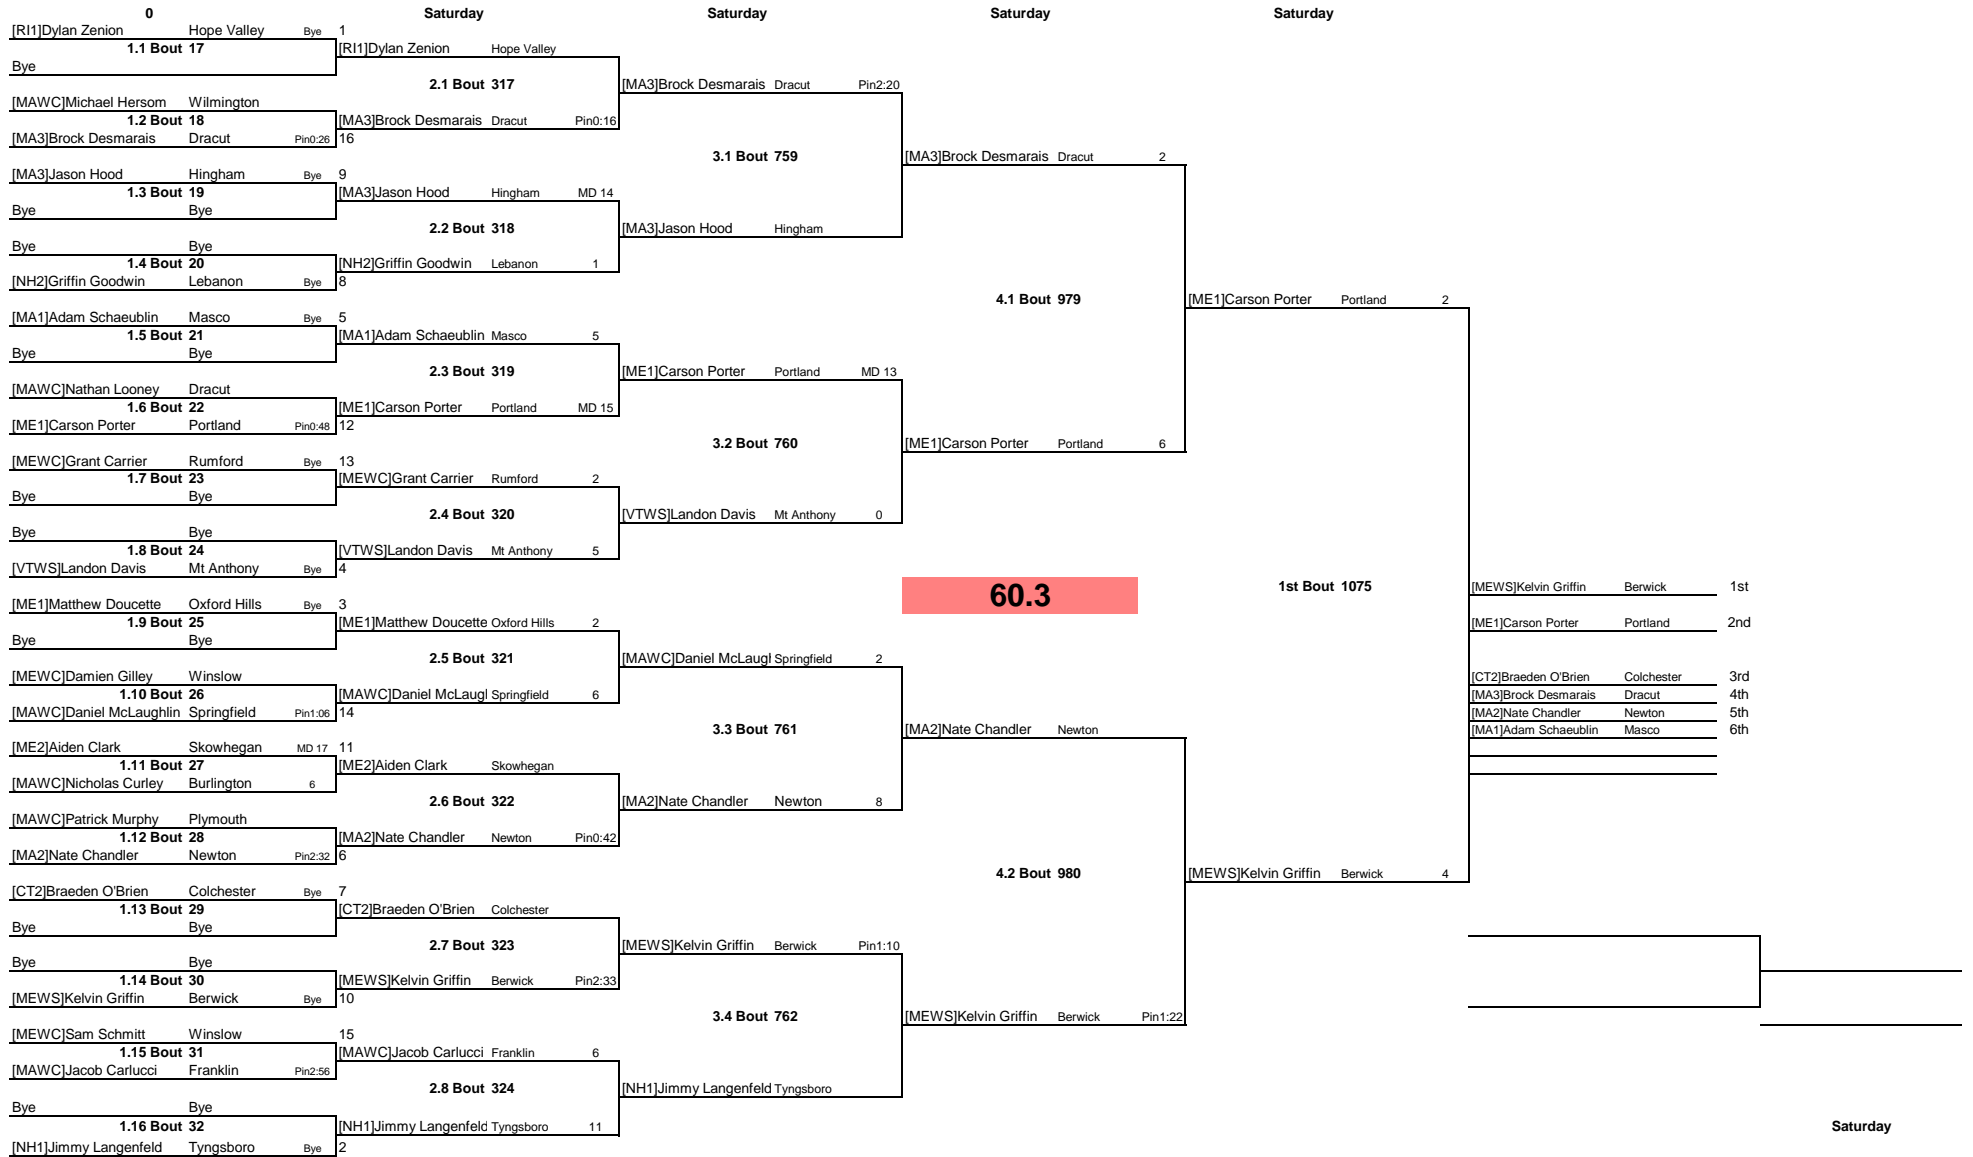 0 Saturday Saturday Saturday Saturday
[RI1]Dylan Zenion Hope Valley Bye 1
1.1 Bout 17 [RI1]Dylan Zenion Hope Valley
Bye
2.1 Bout 317 [MA3]Brock Desmarais Dracut Pin2:20
[MAWC]Michael Hersom Wilmington
1.2 Bout 18 [MA3]Brock Desmarais Dracut Pin0:16
[MA3]Brock Desmarais Dracut Pin0:26 16
3.1 Bout 759 [MA3]Brock Desmarais Dracut 2
[MA3]Jason Hood Hingham Bye 9
1.3 Bout 19 [MA3]Jason Hood Hingham MD 14
Bye Bye
2.2 Bout 318 [MA3]Jason Hood Hingham
Bye Bye
1.4 Bout 20 [NH2]Griffin Goodwin Lebanon 1
[NH2]Griffin Goodwin Lebanon Bye 8
4.1 Bout 979 [ME1]Carson Porter Portland 2
[MA1]Adam Schaeublin Masco Bye 5
1.5 Bout 21 [MA1]Adam Schaeublin Masco 5
Bye Bye
2.3 Bout 319 [ME1]Carson Porter Portland MD 13
[MAWC]Nathan Looney Dracut
1.6 Bout 22 [ME1]Carson Porter Portland MD 15
[ME1]Carson Porter Portland Pin0:48 12
3.2 Bout 760 [ME1]Carson Porter Portland 6
[MEWC]Grant Carrier Rumford Bye 13
1.7 Bout 23 [MEWC]Grant Carrier Rumford 2
Bye Bye
2.4 Bout 320 [VTWS]Landon Davis Mt Anthony 0
Bye Bye
1.8 Bout 24 [VTWS]Landon Davis Mt Anthony 5
[VTWS]Landon Davis Mt Anthony Bye 4
60.3 1st Bout 1075 [MEWS]Kelvin Griffin Berwick 1st
[ME1]Matthew Doucette Oxford Hills Bye 3
1.9 Bout 25 [ME1]Matthew Doucette Oxford Hills 2 [ME1]Carson Porter Portland 2nd
Bye Bye
2.5 Bout 321 [MAWC]Daniel McLaugl Springfield 2
[MEWC]Damien Gilley Winslow [CT2]Braeden O'Brien Colchester 3rd
1.10 Bout 26 [MAWC]Daniel McLaugl Springfield 6 [MA3]Brock Desmarais Dracut 4th
[MAWC]Daniel McLaughlin Springfield Pin1:06 14 [MA2]Nate Chandler Newton 5th
3.3 Bout 761 [MA2]Nate Chandler Newton [MA1]Adam Schaeublin Masco 6th
[ME2]Aiden Clark Skowhegan MD 17 11
1.11 Bout 27 [ME2]Aiden Clark Skowhegan
[MAWC]Nicholas Curley Burlington 6
2.6 Bout 322 [MA2]Nate Chandler Newton 8
[MAWC]Patrick Murphy Plymouth
1.12 Bout 28 [MA2]Nate Chandler Newton Pin0:42
[MA2]Nate Chandler Newton Pin2:32 6
4.2 Bout 980 [MEWS]Kelvin Griffin Berwick 4
[CT2]Braeden O'Brien Colchester Bye 7
1.13 Bout 29 [CT2]Braeden O'Brien Colchester
Bye Bye
2.7 Bout 323 [MEWS]Kelvin Griffin Berwick Pin1:10
Bye Bye
1.14 Bout 30 [MEWS]Kelvin Griffin Berwick Pin2:33
[MEWS]Kelvin Griffin Berwick Bye 10
3.4 Bout 762 [MEWS]Kelvin Griffin Berwick Pin1:22
[MEWC]Sam Schmitt Winslow 15
1.15 Bout 31 [MAWC]Jacob Carlucci Franklin 6
[MAWC]Jacob Carlucci Franklin Pin2:56
2.8 Bout 324 [NH1]Jimmy Langenfeld Tyngsboro
Bye Bye
1.16 Bout 32 [NH1]Jimmy Langenfeld Tyngsboro 11 Saturday
[NH1]Jimmy Langenfeld Tyngsboro Bye 2